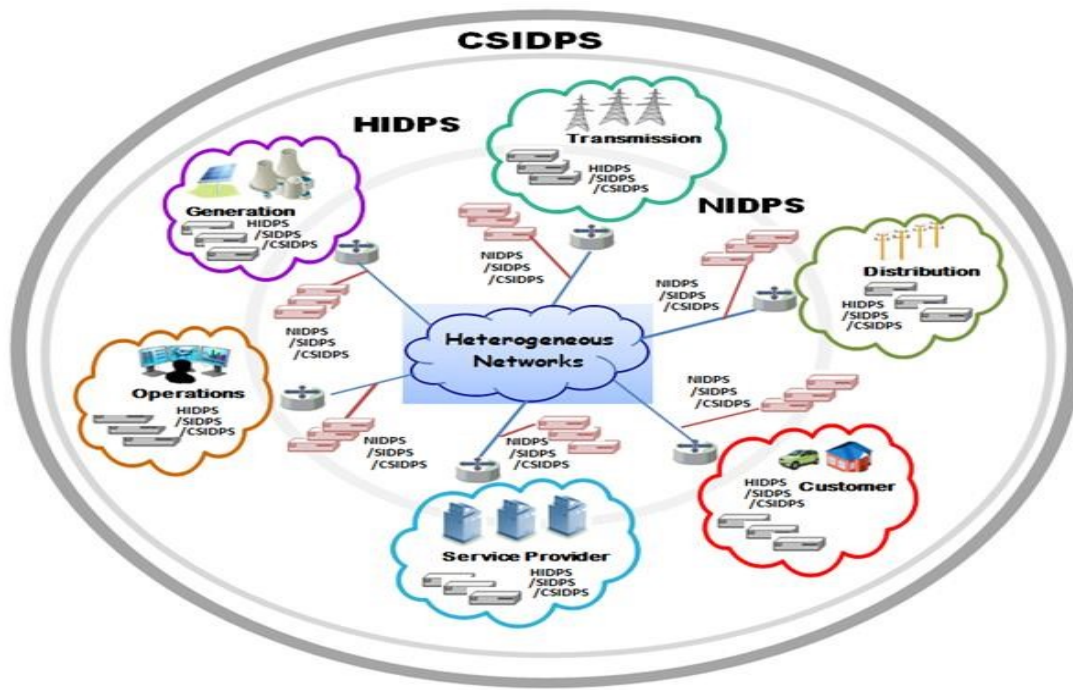 CSIDPS
HIDPS
Transmission
HIDPS
/SIDPS
/CSIDPS
Generation
HIDPS
/SIDPS
/CSIDPS
NIDPS
NIDPS
/SIDPS
/CSIDPS
NIDPS
/SIDPS
/CSIDPS
Distribution
HIDPS
/SIDPS
/CSIDPS
NIDPS
/SIDPS
/CSIDPS
Heterogeneous
Networks
Operations
HIDPS
/SIDPS
/CSIDPS
NIDPS
/SIDPS
/CSIDPS
NIDPS
/SIDPS
/CSIDPS
NIDPS
/SIDPS
/CSIDPS
HIDPS
/SIDPS
/CSIDPS
Customer
Service Provider
HIDPS
/SIDPS
/CSIDPS